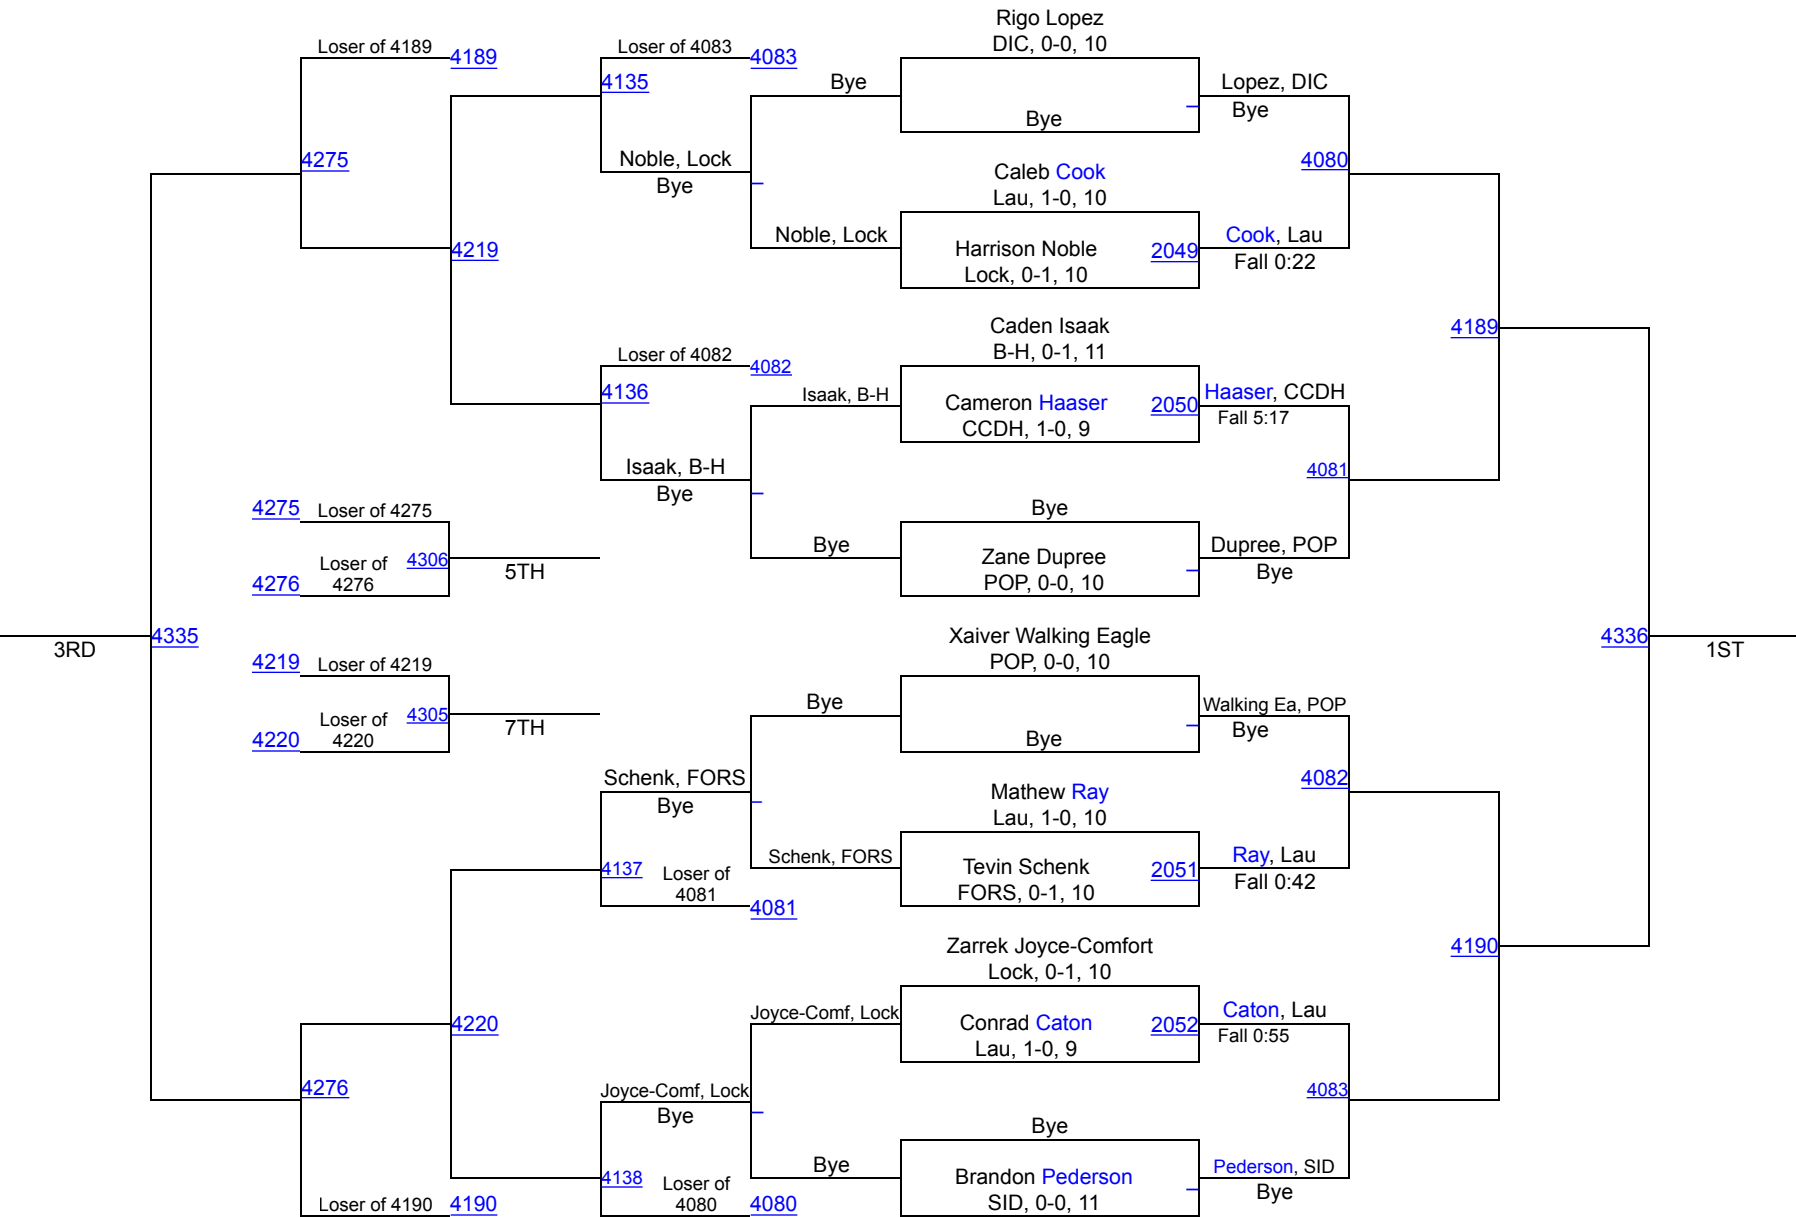 Rigo Lopez
DIC, 0-0, 10
Loser of 4189
4189
Loser of 4083
4083
4135
Bye
Lopez, DIC
Bye
Bye
4275
Noble, Lock
Bye
Caleb Cook
Lau, 1-0, 10
4080
4219
Noble, Lock
Harrison Noble
Lock, 0-1, 10
2049
Cook, Lau
Fall 0:22
Caden Isaak
B-H, 0-1, 11
4189
Loser of 4082
4082
4136
Isaak, B-H
Cameron Haaser
CCDH, 1-0, 9
2050
Haaser, CCDH
Fall 5:17
Isaak, B-H
Bye
4081
4275
Loser of 4275
Bye
Loser of
4276
4306
4276
5TH
Bye
Zane Dupree
POP, 0-0, 10
Dupree, POP
Bye
3RD
4335
Xaiver Walking Eagle
POP, 0-0, 10
4336
1ST
4219
Loser of 4219
Loser of
4220
4305
4220
7TH
Bye
Bye
Walking Ea, POP
Bye
Schenk, FORS
Bye
Mathew Ray
Lau, 1-0, 10
4082
4137
Loser of
4081
4081
Schenk, FORS
Tevin Schenk
FORS, 0-1, 10
2051
Ray, Lau
Fall 0:42
Zarrek Joyce-Comfort
Lock, 0-1, 10
4190
4220
Joyce-Comf, Lock
Conrad Caton
Lau, 1-0, 9
2052
Caton, Lau
Fall 0:55
4276
Joyce-Comf, Lock
Bye
4083
Bye
4138
Loser of
4080
4080
Bye
Brandon Pederson
SID, 0-0, 11
Pederson, SID
Bye
Loser of 4190
4190